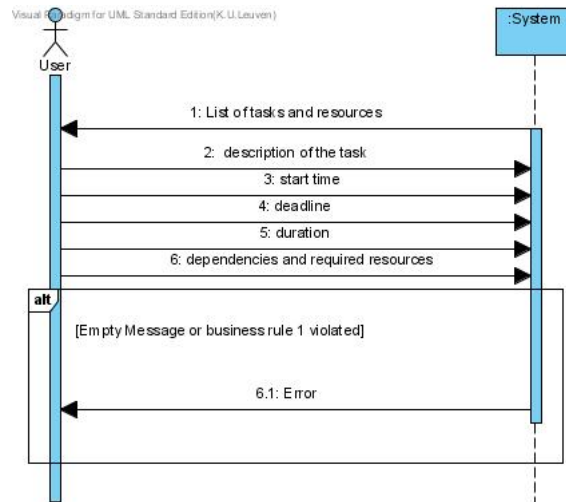 Visual Paradigm for UML Standard Edition(K.U.Leuven)
:System
User
1: List of tasks and resources
2: description of the task
3: start time
4: deadline
5: duration
6: dependencies and required resources
alt
[Empty Message or business rule 1 violated]
6.1: Error